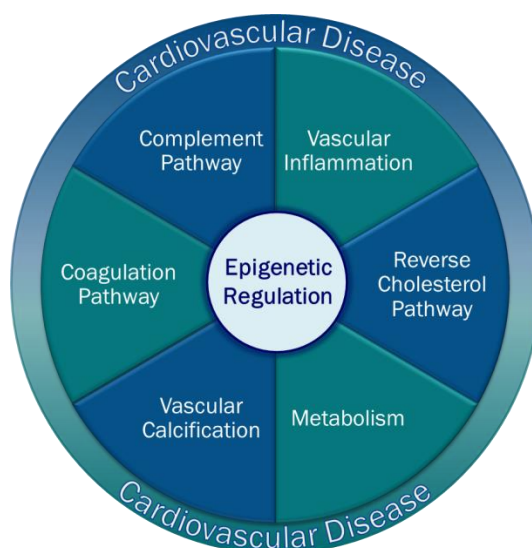 Cardiovascular Disease
Complement
Pathway
Vascular
Inflammation
Coagulation
Pathway
Epigenetic
Regulation
Reverse
Cholesterol
Pathway
Vascular
Calcification
Metabolism
Cardiovascular Disease